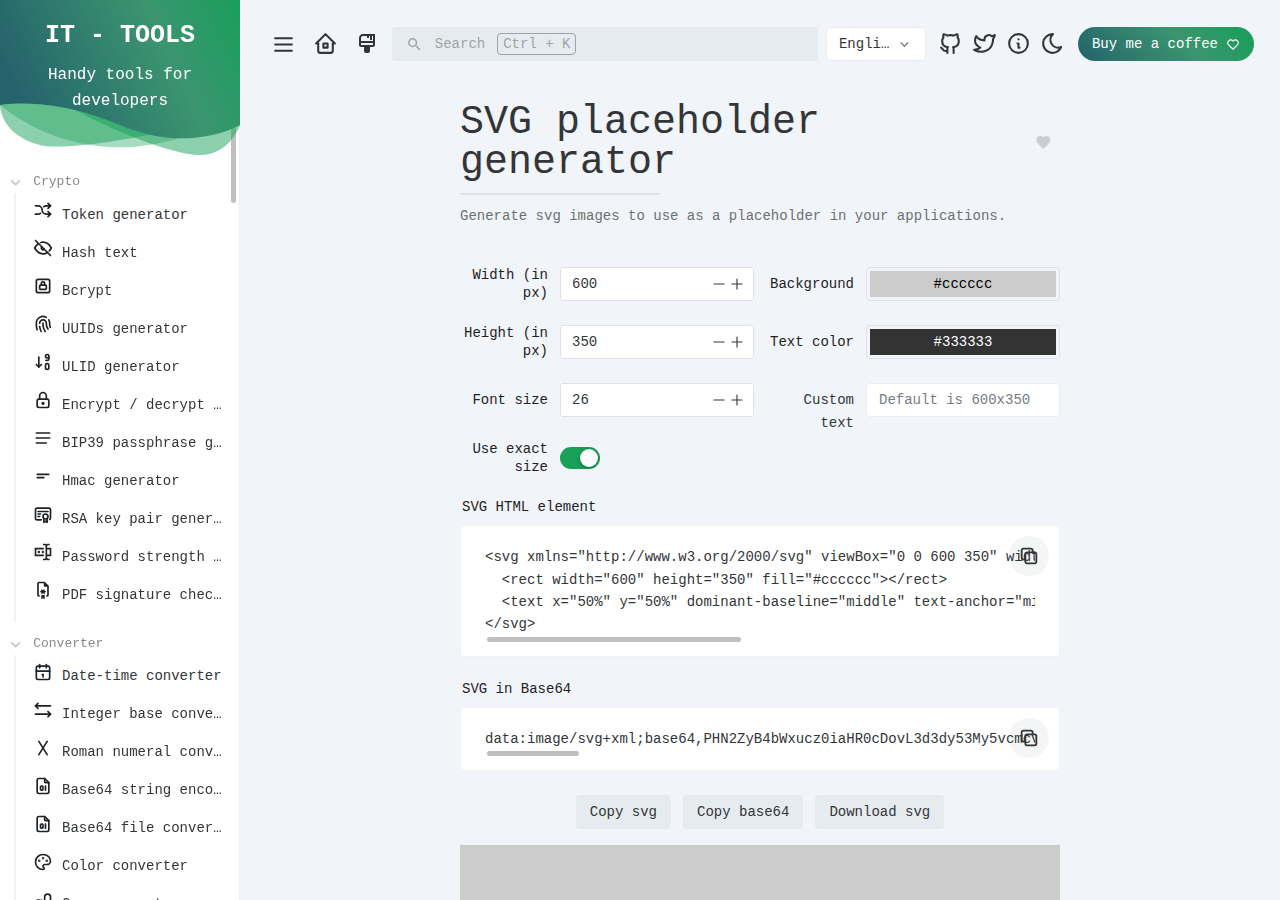 IT - TOOLS
Handy tools for
developers
Crypto
Token generator
Hash text
Bcrypt
UUIDs generator
ULID generator
Encrypt / decrypt …
BIP39 passphrase g…
Hmac generator
RSA key pair gener…
Password strength …
PDF signature chec…
Converter
Date-time converter
Integer base conve…
Roman numeral conv…
Base64 string enco…
Base64 file conver…
Color converter
Search Ctrl + K
Engli…
Buy me a coffee
SVG placeholder
generator
Generate svg images to use as a placeholder in your applications.
Width (in
px)
600
Background
#cccccc
Height (in
px)
350
Text color
#333333
Font size
26
Custom
text
Default is 600x350
Use exact
size
SVG HTML element
<svg xmlns="http://www.w3.org/2000/svg" viewBox="0 0 600 350" widt
<rect width="600" height="350" fill="#cccccc"></rect>
<text x="50%" y="50%" dominant-baseline="middle" text-anchor="mi
</svg>
SVG in Base64
data:image/svg+xml;base64,PHN2ZyB4bWxucz0iaHR0cDovL3d3dy53My5vcmcv
Copy svg
Copy base64
Download svg